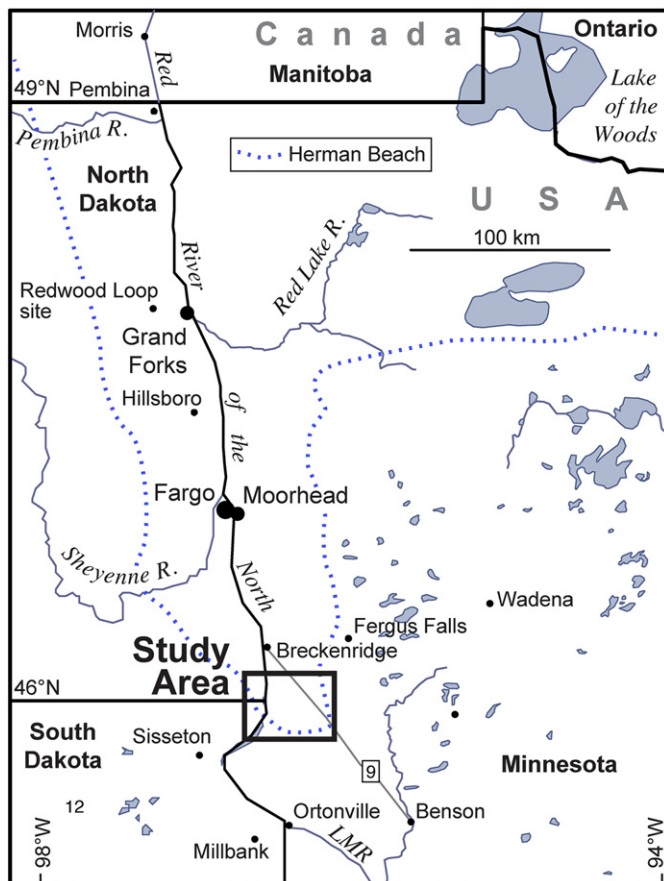 Morris
Red
Canada
Ontario
Manitoba
49°N
Pembina
Lake
of the
Woods
Pembina R.
Herman Beach
North
Dakota
USA
100 km
River
Red Lake R.
Redwood Loop
site
Grand
Forks
Hillsboro
of the
Fargo
Moorhead
Sheyenne R.
North
Wadena
Fergus Falls
Breckenridge
Study
Area
46°N
South
Dakota
Sisseton
9
Minnesota
12
Ortonville
Benson
Millbank
LMR
98°W
94°W